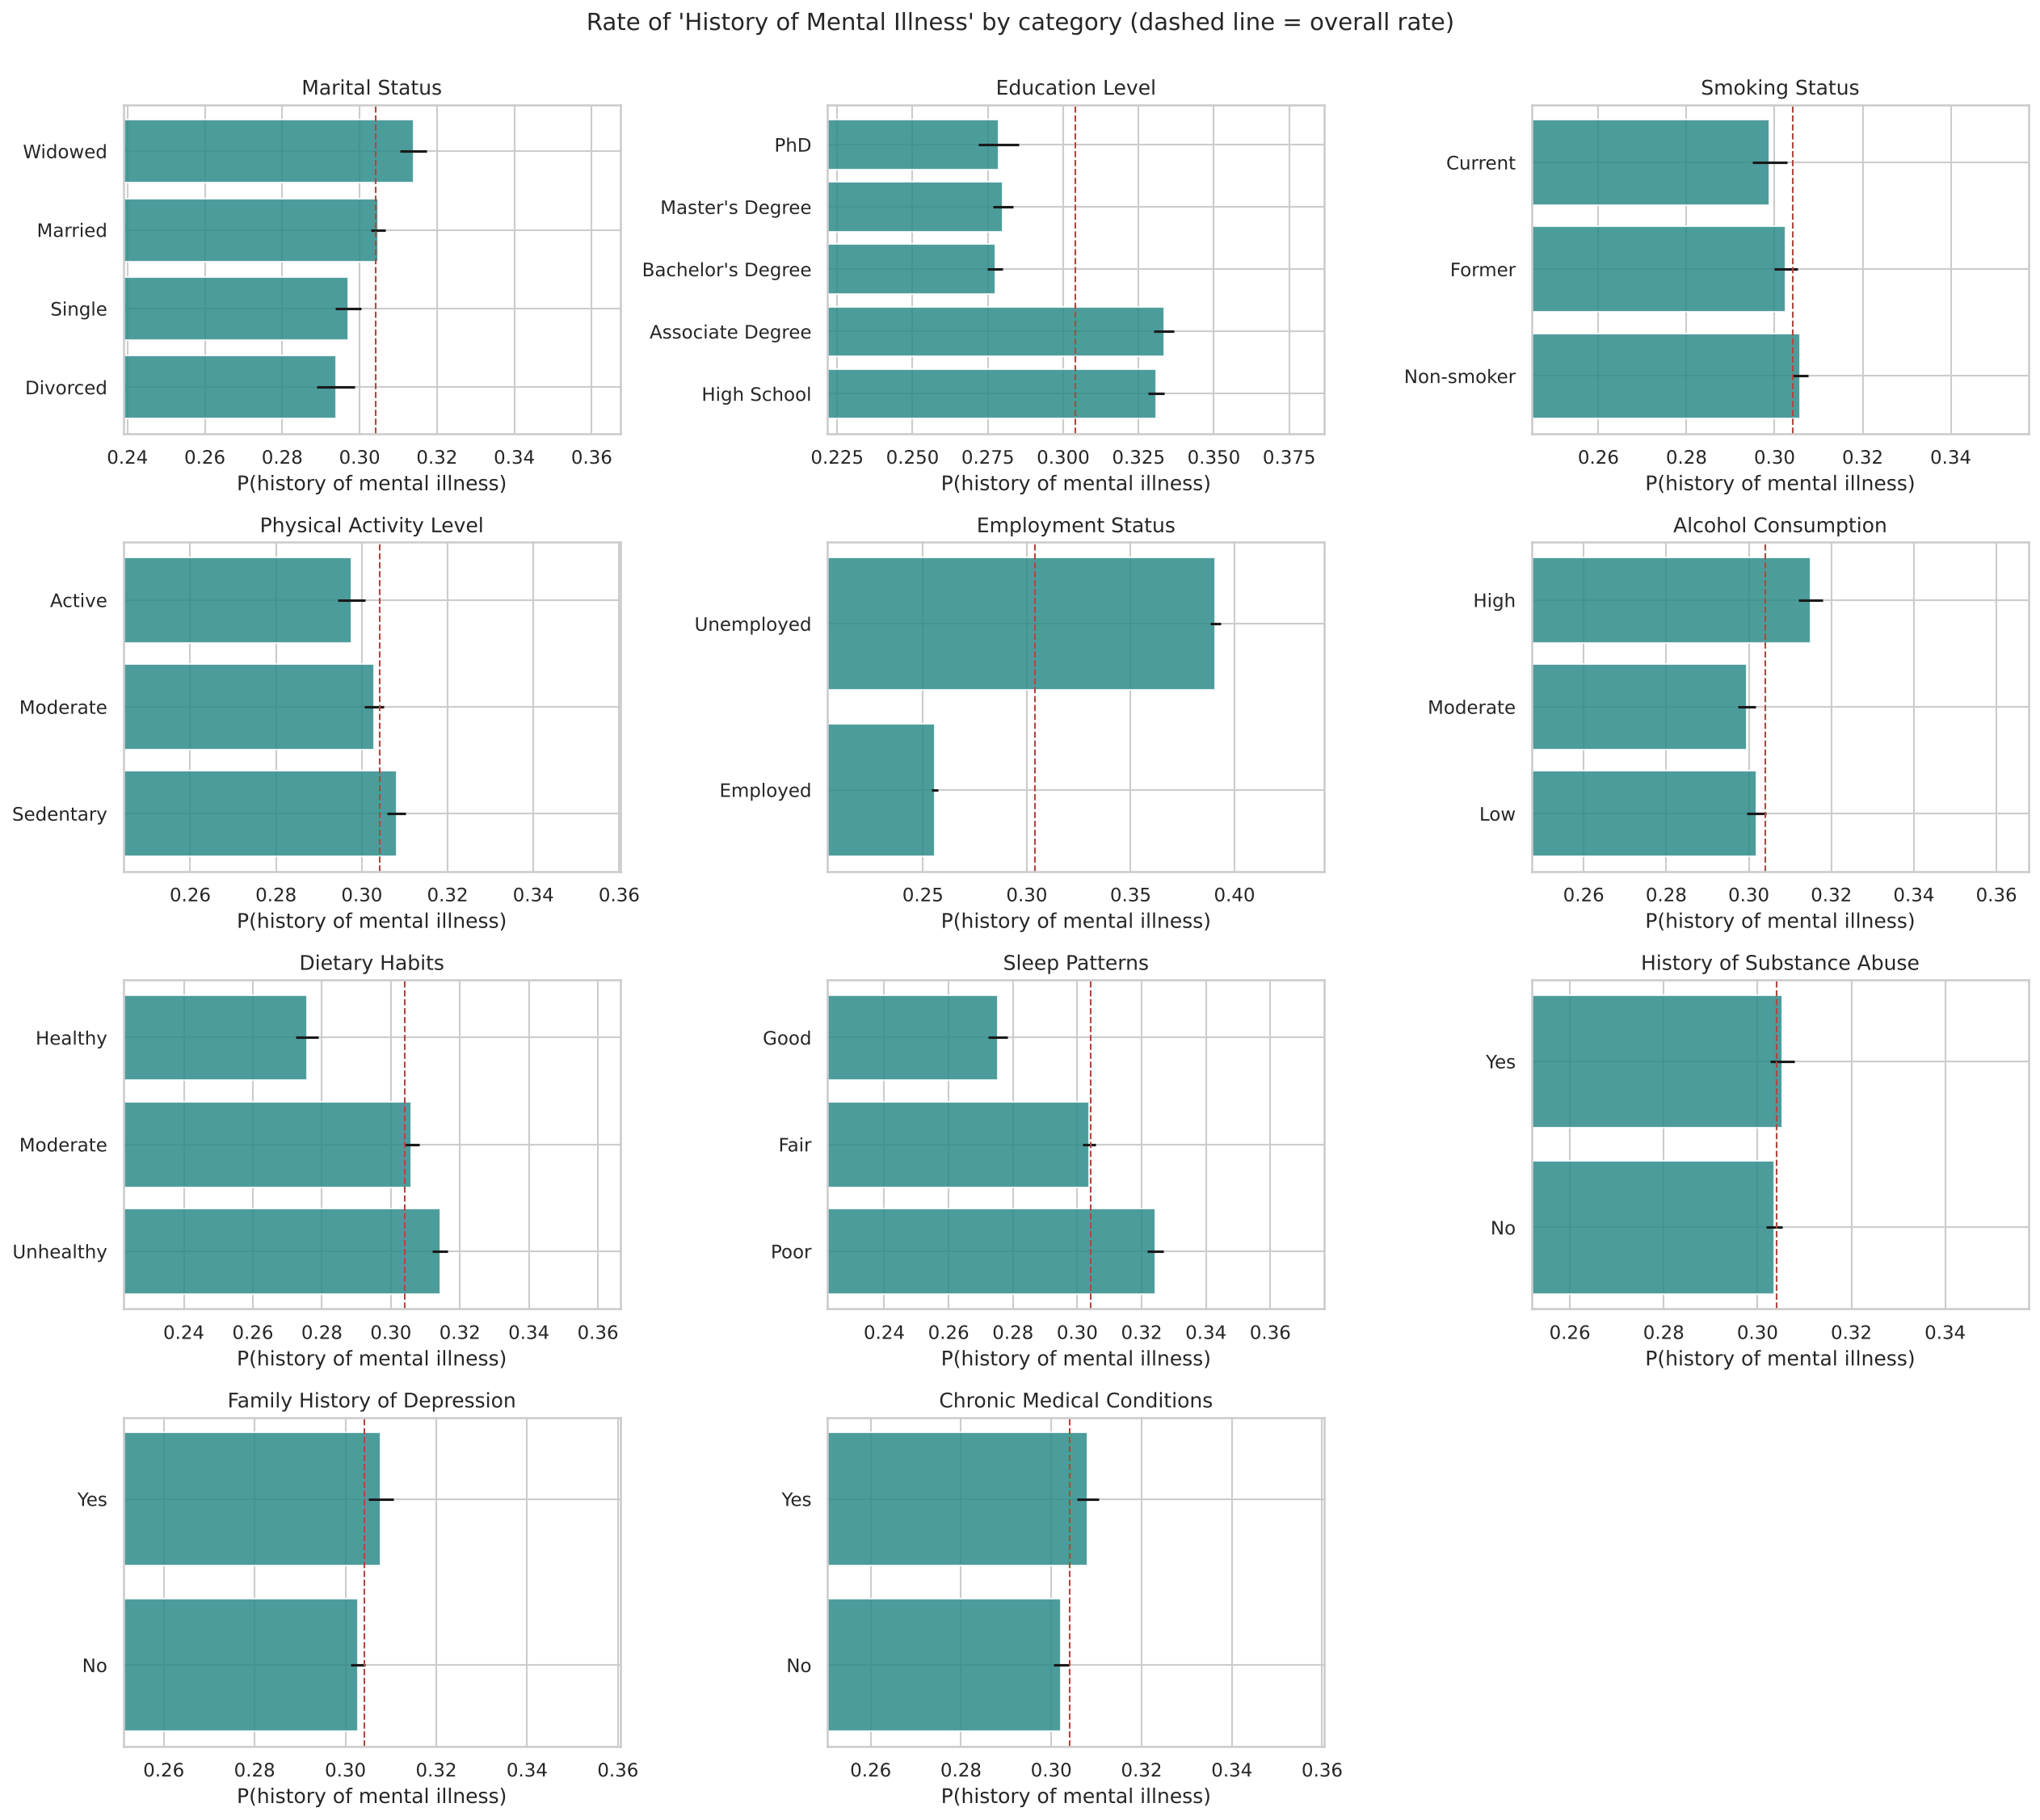 Rate of 'History of Mental Illness' by category (dashed line = overall rate)
Marital Status
Widowed
Married
Single
Divorced
0.24 0.26 0.28 0.30 0.32 0.34 0.36
P(history of mental illness)
Education Level
PhD
Master's Degree
Bachelor's Degree
Associate Degree
High School
0.225 0.250 0.275 0.300 0.325 0.350 0.375
P(history of mental illness)
Smoking Status
Current
Former
Non-smoker
0.26 0.28 0.30 0.32 0.34
P(history of mental illness)
Physical Activity Level
Active
Moderate
Sedentary
0.26 0.28 0.30 0.32 0.34 0.36
P(history of mental illness)
Employment Status
Unemployed
Employed
0.25 0.30 0.35 0.40
P(history of mental illness)
Alcohol Consumption
High
Moderate
Low
0.26 0.28 0.30 0.32 0.34 0.36
P(history of mental illness)
Dietary Habits
Healthy
Moderate
Unhealthy
0.24 0.26 0.28 0.30 0.32 0.34 0.36
P(history of mental illness)
Sleep Patterns
Good
Fair
Poor
0.24 0.26 0.28 0.30 0.32 0.34 0.36
P(history of mental illness)
History of Substance Abuse
Yes
No
0.26 0.28 0.30 0.32 0.34
P(history of mental illness)
Family History of Depression
Yes
No
0.26 0.28 0.30 0.32 0.34 0.36
P(history of mental illness)
Chronic Medical Conditions
Yes
No
0.26 0.28 0.30 0.32 0.34 0.36
P(history of mental illness)